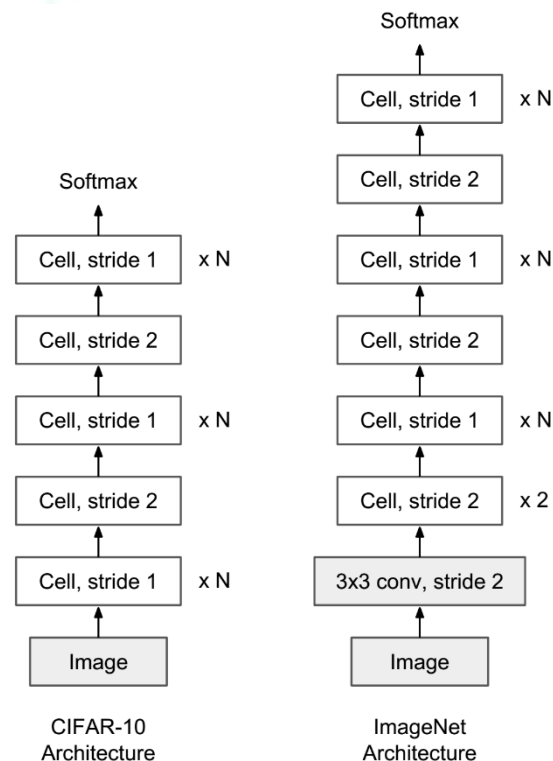 Softmax
Cell, stride 1 x N
Cell, stride 2
Cell, stride 1 x N
Cell, stride 2
Cell, stride 1 x N
Image
CIFAR-10
Architecture
Softmax
Cell, stride 1 x N
Cell, stride 2
Cell, stride 1 x N
Cell, stride 2
Cell, stride 1 x N
Cell, stride 2 x 2
3x3 conv, stride 2
Image
ImageNet
Architecture